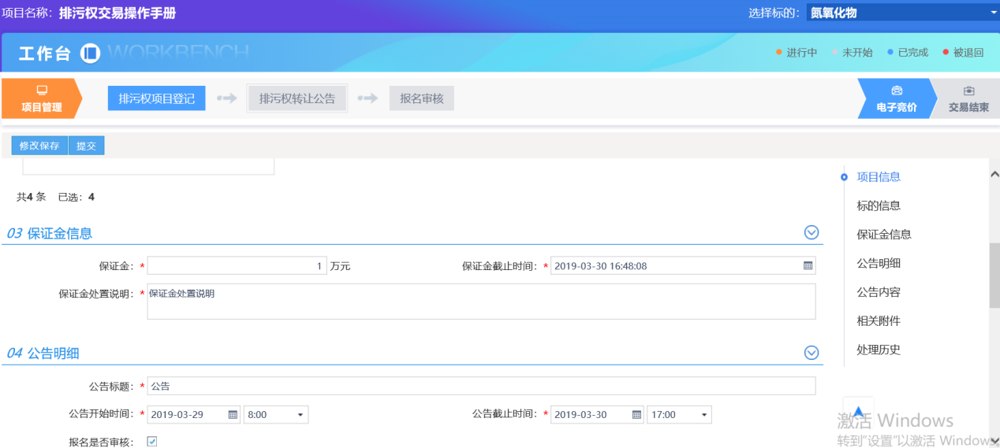 项目名称：排污权交易操作手册 选择标的： 氮氧化物
工作台 WORKBENCH 进行中 未开始 已完成 被退回
项目管理 排污权项目登记 排污权转让公告 报名审核 电子竞价 交易结束
修改保存 提交
项目信息
共4 条 已选：4
标的信息
03 保证金信息
保证金信息
保证金：* 1 万元 保证金截止时间：* 2019-03-30 16:48:08
公告明细
保证金处置说明：* 保证金处置说明
公告内容
相关附件
04 公告明细
处理历史
公告标题：* 公告
公告开始时间：* 2019-03-29 8:00 公告截止时间：* 2019-03-30 17:00
报名是否审核：
激活 Windows
转到"设置"以激活 Windows